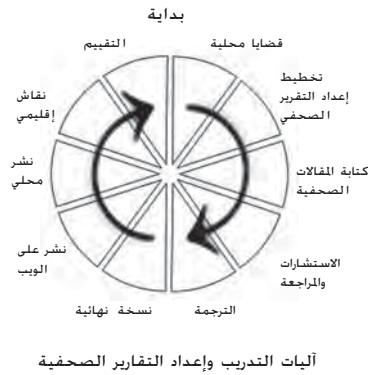 بداية
قضايا محلية
تخطيط
إعداد التقرير
الصحفي
كتابة المقالات
الصحفية
الاستشارات
والمراجعة
الترجمة
نسخة نهائية
نشر على
الويب
نشر
محلي
نقاش
إقليمي
التقييم
آليات التدريب وإعداد التقارير الصحفية